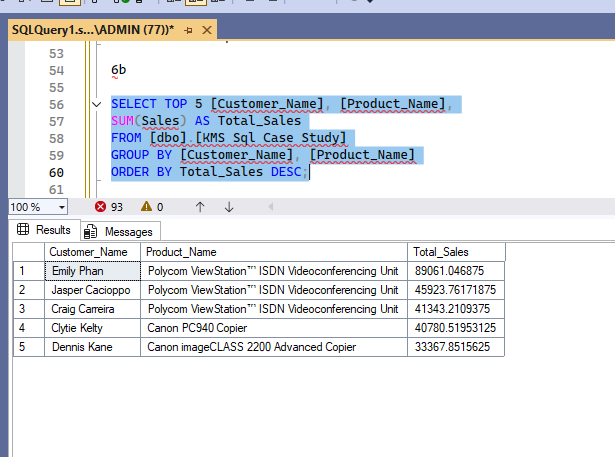 SQLQuery1.s...\ADMIN (77))*
53
54 6b
55
56 SELECT TOP 5 [Customer_Name], [Product_Name],
57 SUM(Sales) AS Total_Sales
58 FROM [dbo].[KMS Sql Case Study]
59 GROUP BY [Customer_Name], [Product_Name]
60 ORDER BY Total_Sales DESC;
61
100 % 93 0
Results Messages
Customer_Name Product_Name Total_Sales
1 Emily Phan Polycom ViewStation™ ISDN Videoconferencing Unit 89061.046875
2 Jasper Cacioppo Polycom ViewStation™ ISDN Videoconferencing Unit 45923.76171875
3 Craig Carreira Polycom ViewStation™ ISDN Videoconferencing Unit 41343.2109375
4 Clytie Kelty Canon PC940 Copier 40780.51953125
5 Dennis Kane Canon imageCLASS 2200 Advanced Copier 33367.8515625